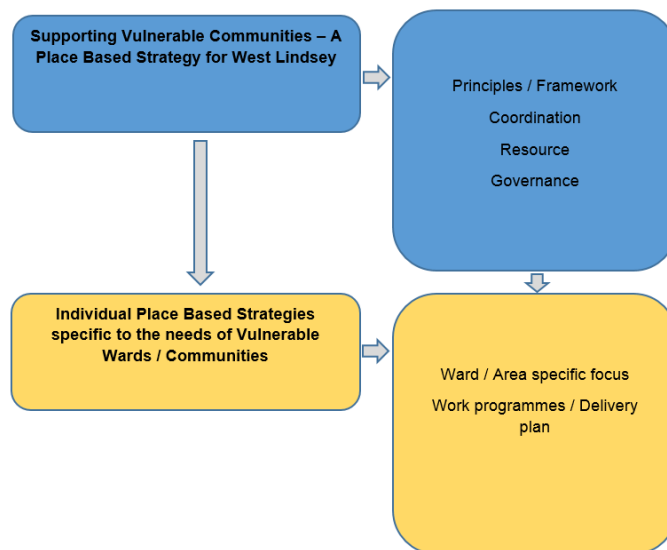 Supporting Vulnerable Communities – A
Place Based Strategy for West Lindsey
Principles / Framework
Coordination
Resource
Governance
Individual Place Based Strategies
specific to the needs of Vulnerable
Wards / Communities
Ward / Area specific focus
Work programmes / Delivery
plan